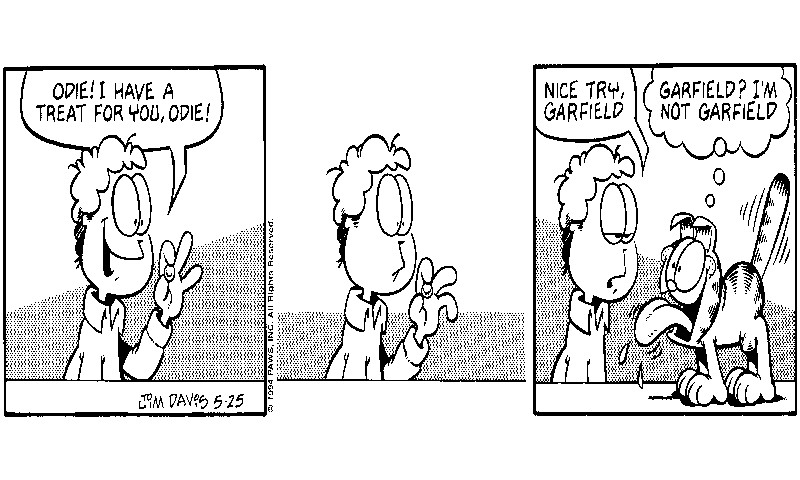 ODIE! I HAVE A
TREAT FOR YOU, ODIE!
JIM DAVIS 5-25
© 1994 PAWS, INC. All Rights Reserved.
NICE TRY,
GARFIELD
GARFIELD? I'M
NOT GARFIELD